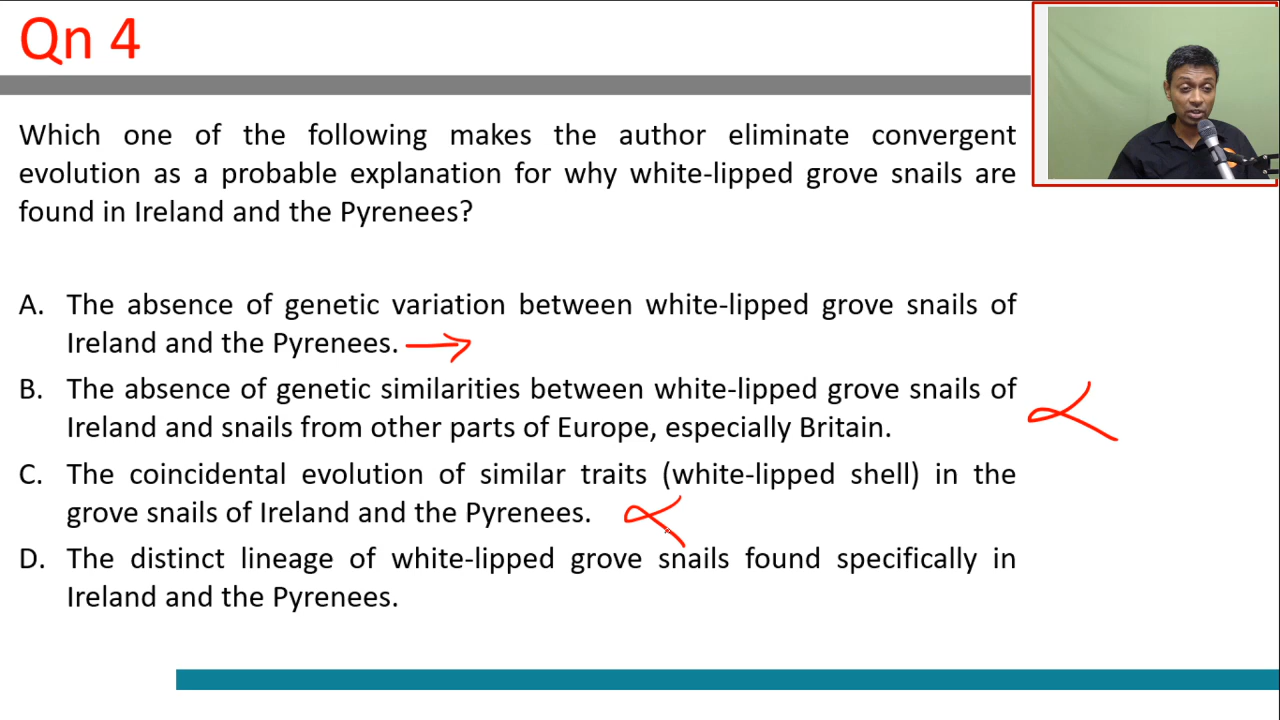 Qn 4
Which one of the following makes the author eliminate convergent
evolution as a probable explanation for why white-lipped grove snails are
found in Ireland and the Pyrenees?
A. The absence of genetic variation between white-lipped grove snails of
Ireland and the Pyrenees.
B. The absence of genetic similarities between white-lipped grove snails of
Ireland and snails from other parts of Europe, especially Britain.
C. The coincidental evolution of similar traits (white-lipped shell) in the
grove snails of Ireland and the Pyrenees.
D. The distinct lineage of white-lipped grove snails found specifically in
Ireland and the Pyrenees.